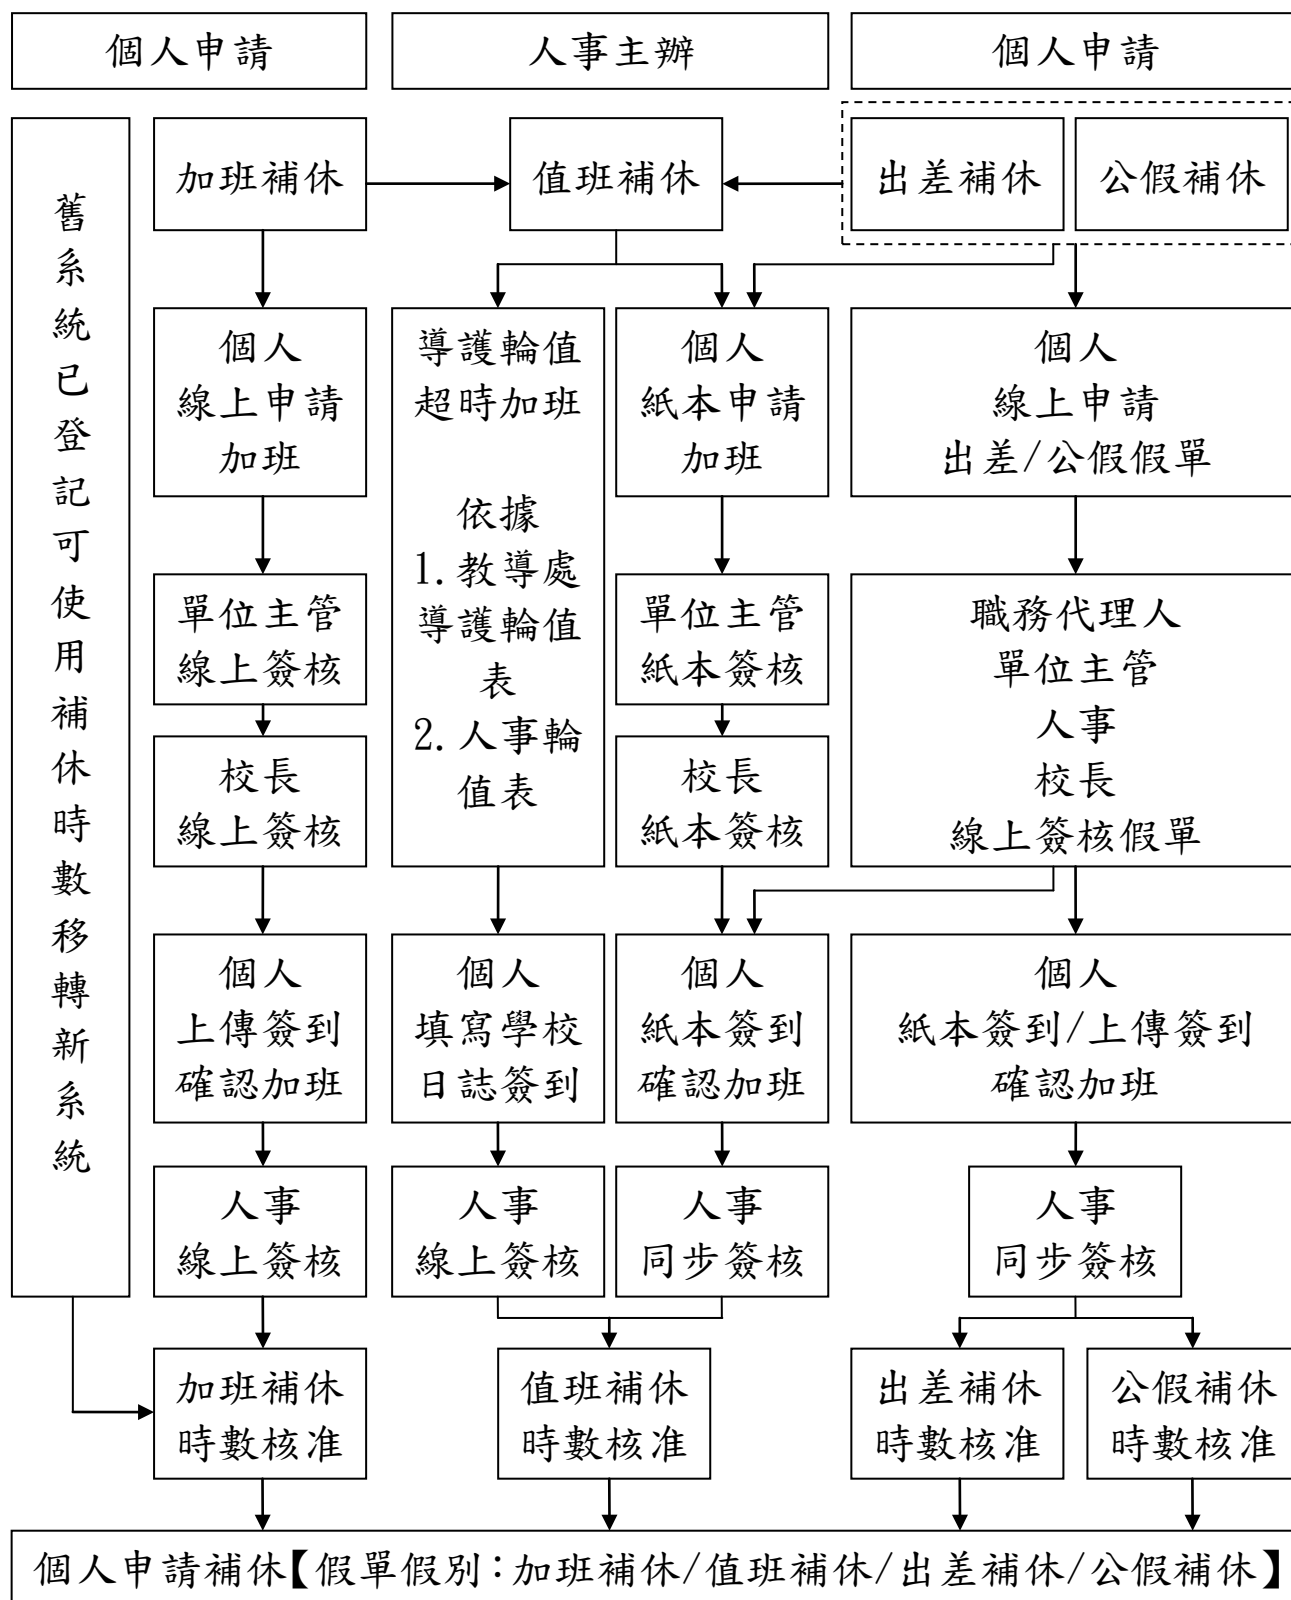 個人申請
人事主辦
個人申請
舊系統已登記可使用補休時數移轉新系統
加班補休
值班補休
出差補休
公假補休
個人
線上申請
加班
導護輪值
超時加班
依據
1.教導處
導護輪值
表
2.人事輪
值表
個人
紙本申請
加班
個人
線上申請
出差/公假假單
單位主管
線上簽核
單位主管
紙本簽核
職務代理人
單位主管
人事
校長
線上簽核假單
校長
線上簽核
校長
紙本簽核
個人
上傳簽到
確認加班
個人
填寫學校
日誌簽到
個人
紙本簽到
確認加班
個人
紙本簽到/上傳簽到
確認加班
人事
線上簽核
人事
線上簽核
人事
同步簽核
人事
同步簽核
加班補休
時數核准
值班補休
時數核准
出差補休
時數核准
公假補休
時數核准
個人申請補休【假單假別：加班補休/值班補休/出差補休/公假補休】